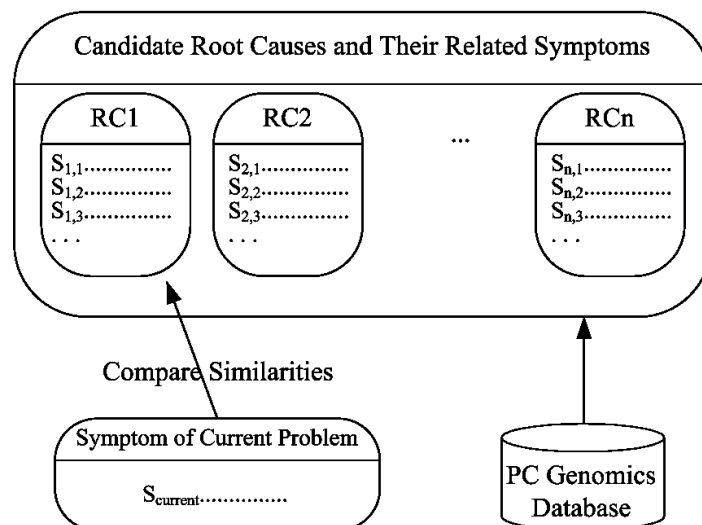 Candidate Root Causes and Their Related Symptoms
RC1 RC2 ... RCn
S1,1............... S2,1............... Sn,1...............
S1,2............... S2,2............... Sn,2...............
S1,3............... S2,3............... Sn,3...............
. . . . . . . . .
Compare Similarities
Symptom of Current Problem
Scurrent...............
PC Genomics
Database